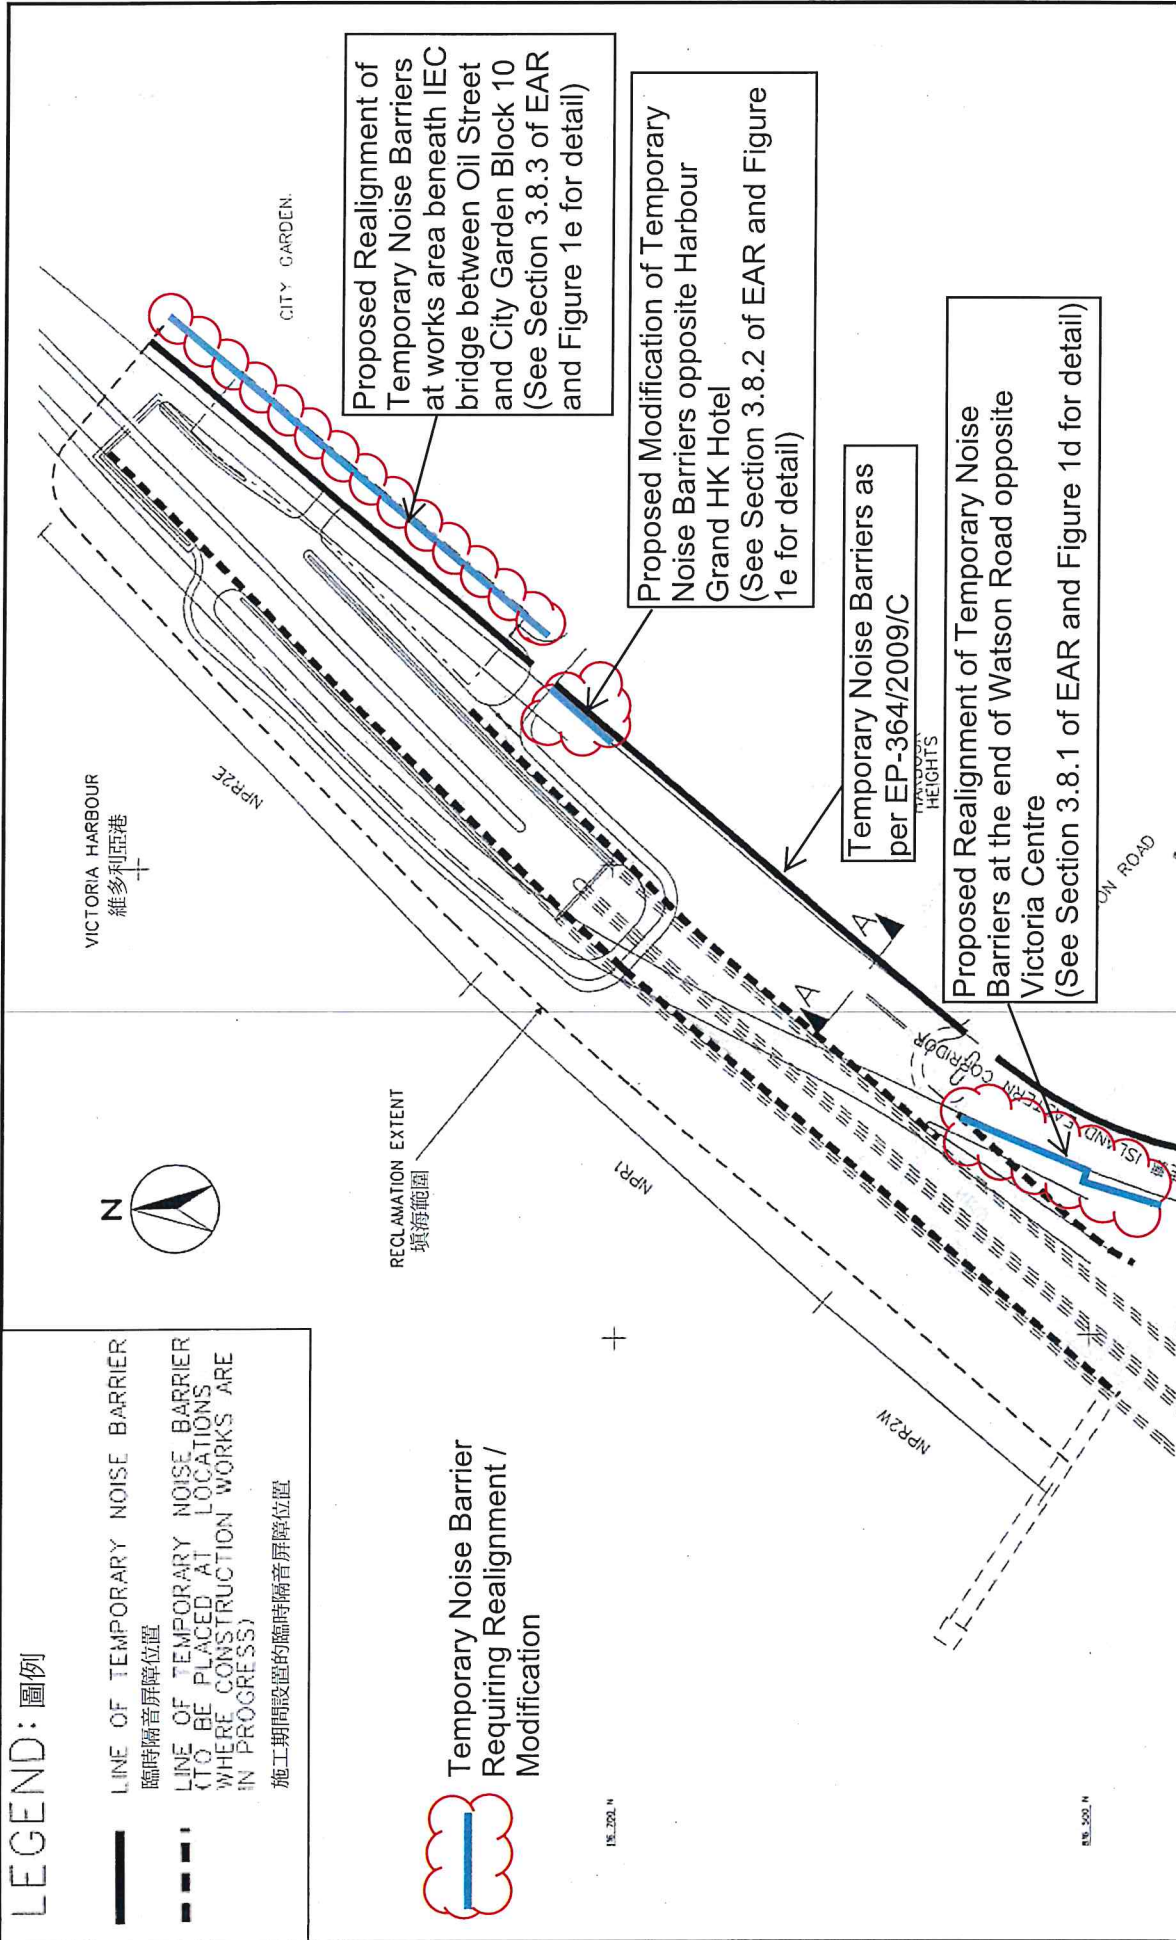 LEGEND: 圖例
LINE OF TEMPORARY NOISE BARRIER
臨時隔音屏障位置
LINE OF TEMPORARY NOISE BARRIER
(TO BE PLACED AT LOCATIONS
WHERE CONSTRUCTION WORKS ARE
IN PROGRESS)
施工期間設置的臨時隔音屏障位置
Temporary Noise Barrier
Requiring Realignment /
Modification
N
VICTORIA HARBOUR
維多利亞港
RECLAMATION EXTENT
填海範圍
NPR2E
NPR1
NPR2W
CITY GARDEN.
Proposed Realignment of
Temporary Noise Barriers
at works area beneath IEC
bridge between Oil Street
and City Garden Block 10
(See Section 3.8.3 of EAR
and Figure 1e for detail)
Proposed Modification of Temporary
Noise Barriers opposite Harbour
Grand HK Hotel
(See Section 3.8.2 of EAR and Figure
1e for detail)
Temporary Noise Barriers as
per EP-364/2009/C
HEIGHTS
A
A
Proposed Realignment of Temporary Noise
Barriers at the end of Watson Road opposite
Victoria Centre
(See Section 3.8.1 of EAR and Figure 1d for detail)
ON ROAD
ISLAND EASTERN CORRIDOR